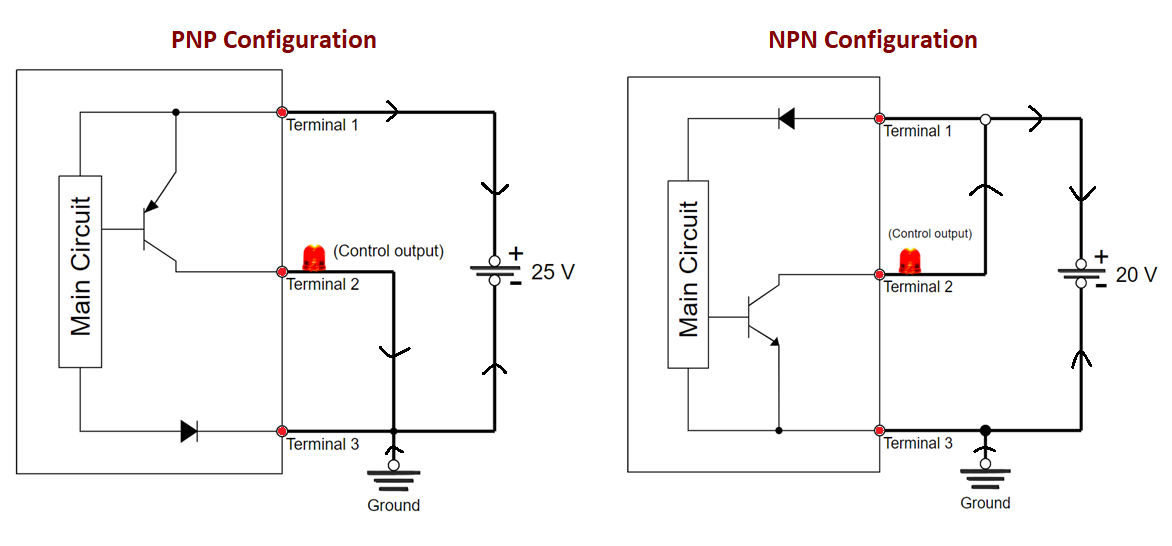 PNP Configuration
Terminal 1
Main Circuit
(Control output)
Terminal 2
+
-
25 V
Terminal 3
Ground
NPN Configuration
Terminal 1
Main Circuit
(Control output)
Terminal 2
+
-
20 V
Terminal 3
Ground